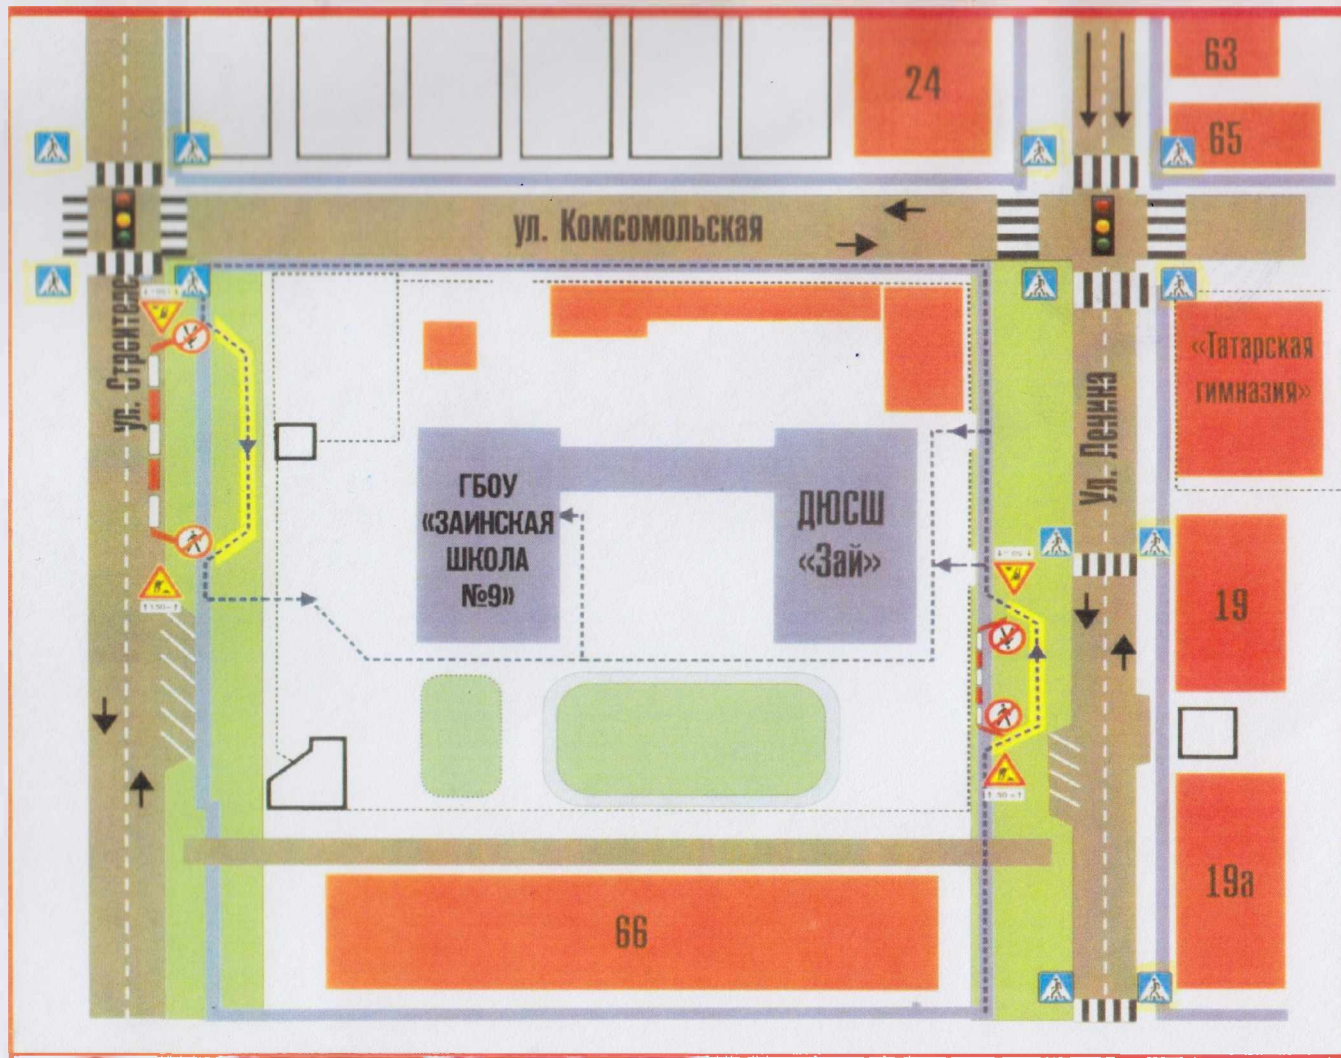 24
63
65
ул. Комсомольская
ул. Строителе
«Татарская
гимназия»
Ул. Ленина
ГБОУ
«ЗАИНСКАЯ
ШКОЛА
№9»
ДЮСШ
«Зай»
19
19а
66